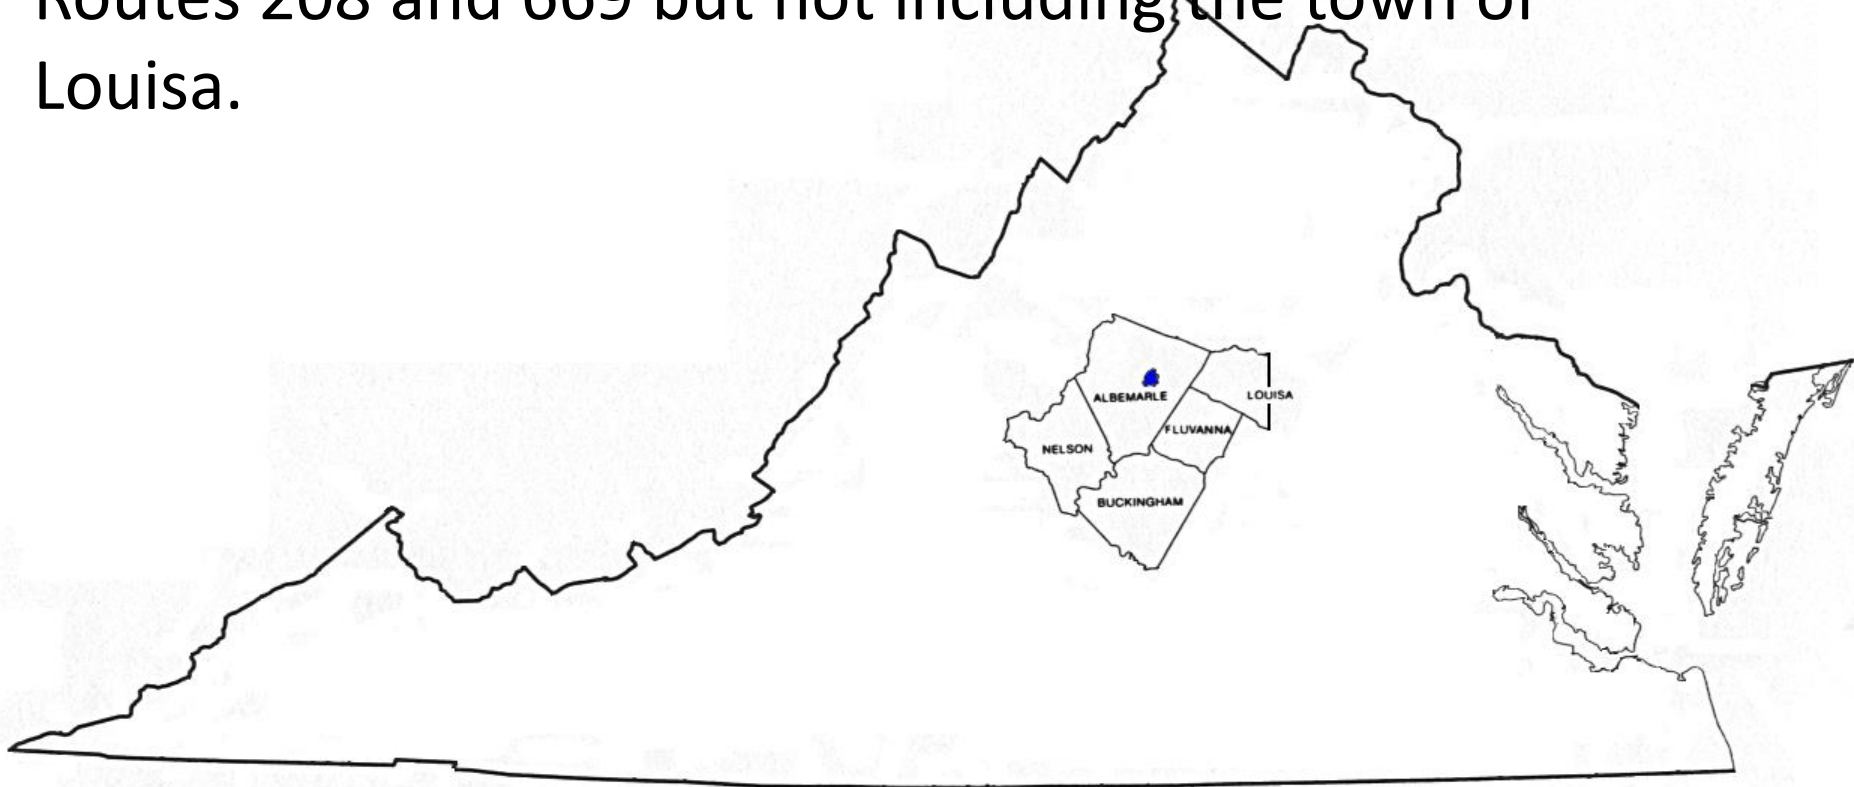 Routes 208 and 669 but not including the town of
Louisa.
ALBEMARLE
LOUISA
FLUVANNA
NELSON
BUCKINGHAM